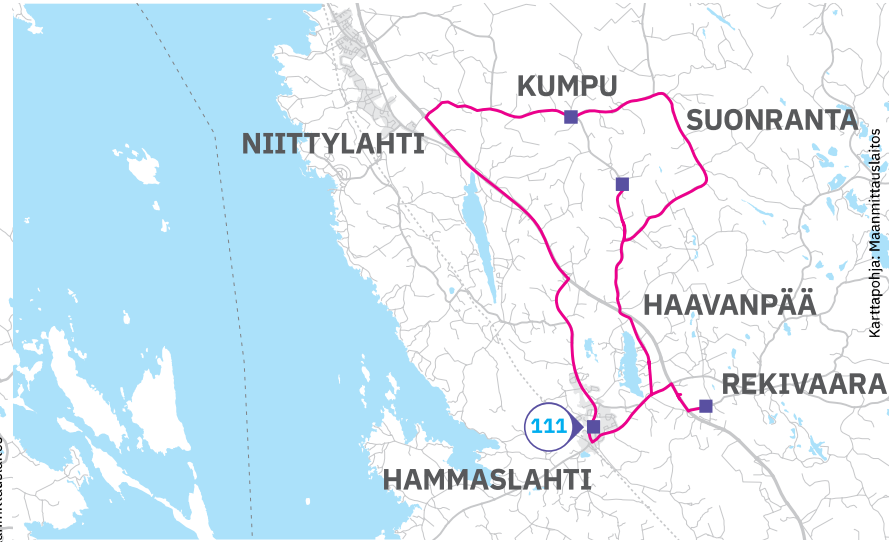 KUMPU
SUONRANTA
NIITTYLAHTI
Karttapohja: Maanmittauslaitos
HAAVANPÄÄ
REKIVAARA
111
HAMMASLAHTI